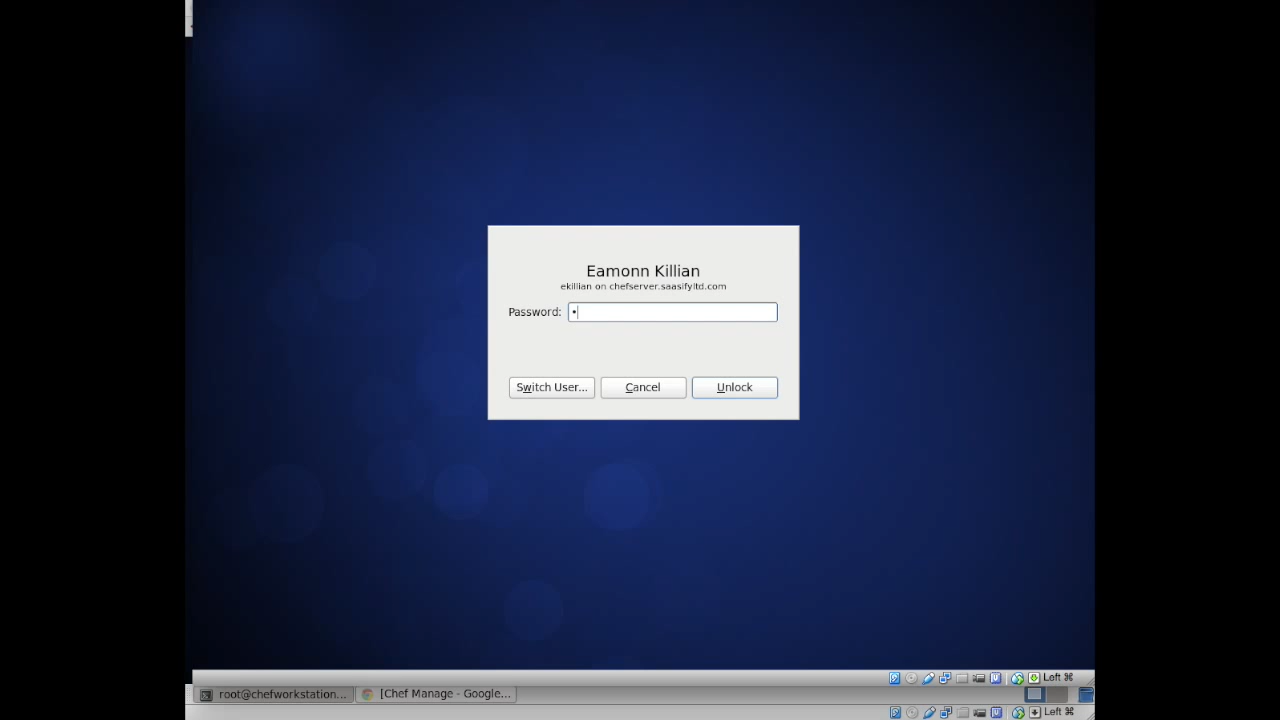 Eamonn Killian
ekillian on chefserver.saasifyltd.com
Password: •
Switch User... Cancel Unlock
Left ⌘
root@chefworkstation... [Chef Manage - Google...
Left ⌘